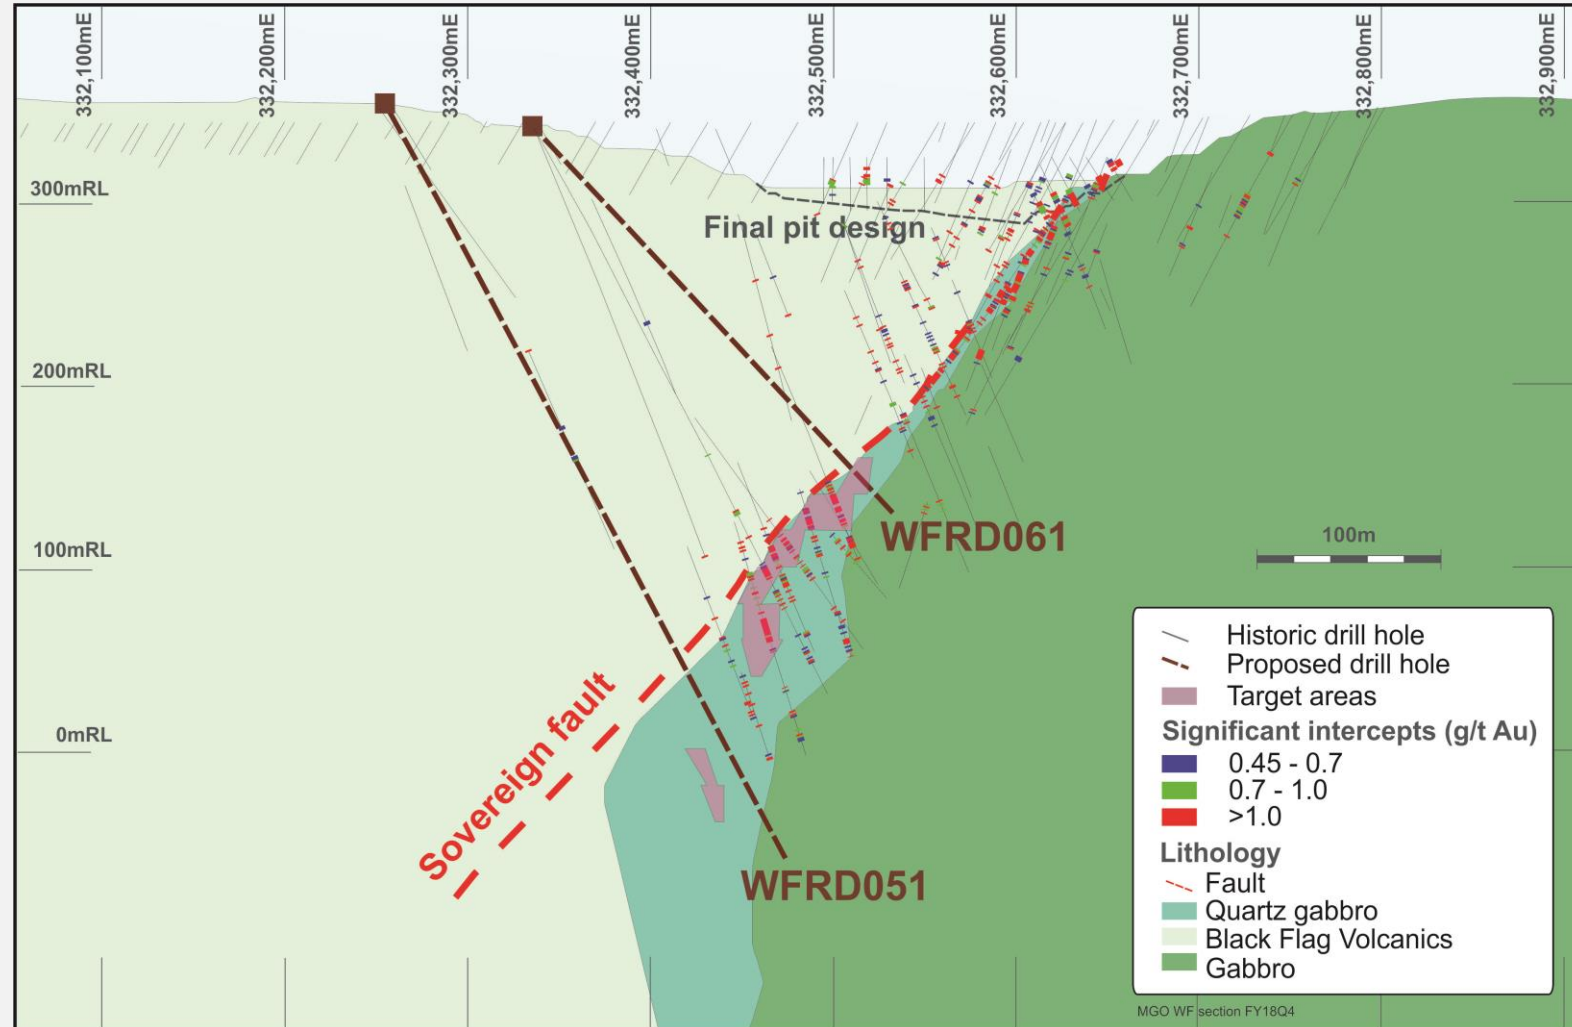 332,100mE
332,200mE
332,300mE
332,400mE
332,500mE
332,600mE
332,700mE
332,800mE
332,900mE
300mRL
Final pit design
200mRL
100mRL
WFRD061
100m
0mRL
Sovereign fault
WFRD051
Historic drill hole
Proposed drill hole
Target areas
Significant intercepts (g/t Au)
0.45 - 0.7
0.7 - 1.0
>1.0
Lithology
Fault
Quartz gabbro
Black Flag Volcanics
Gabbro
MGO WF section FY18Q4